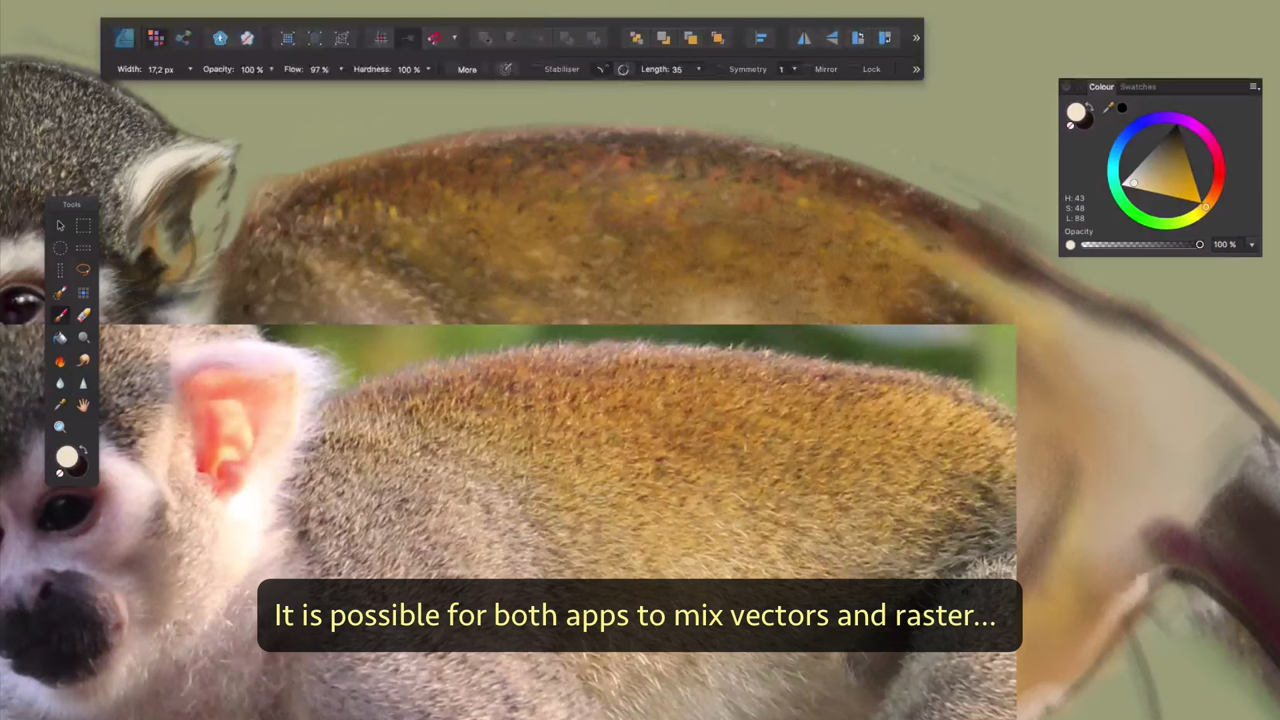 Width: 17,2 px Opacity: 100 % Flow: 97 % Hardness: 100 % More Stabiliser Length: 35 Symmetry 1 Mirror Lock
Colour Swatches
H: 43
S: 48
L: 88
Opacity
100 %
Tools
It is possible for both apps to mix vectors and raster...